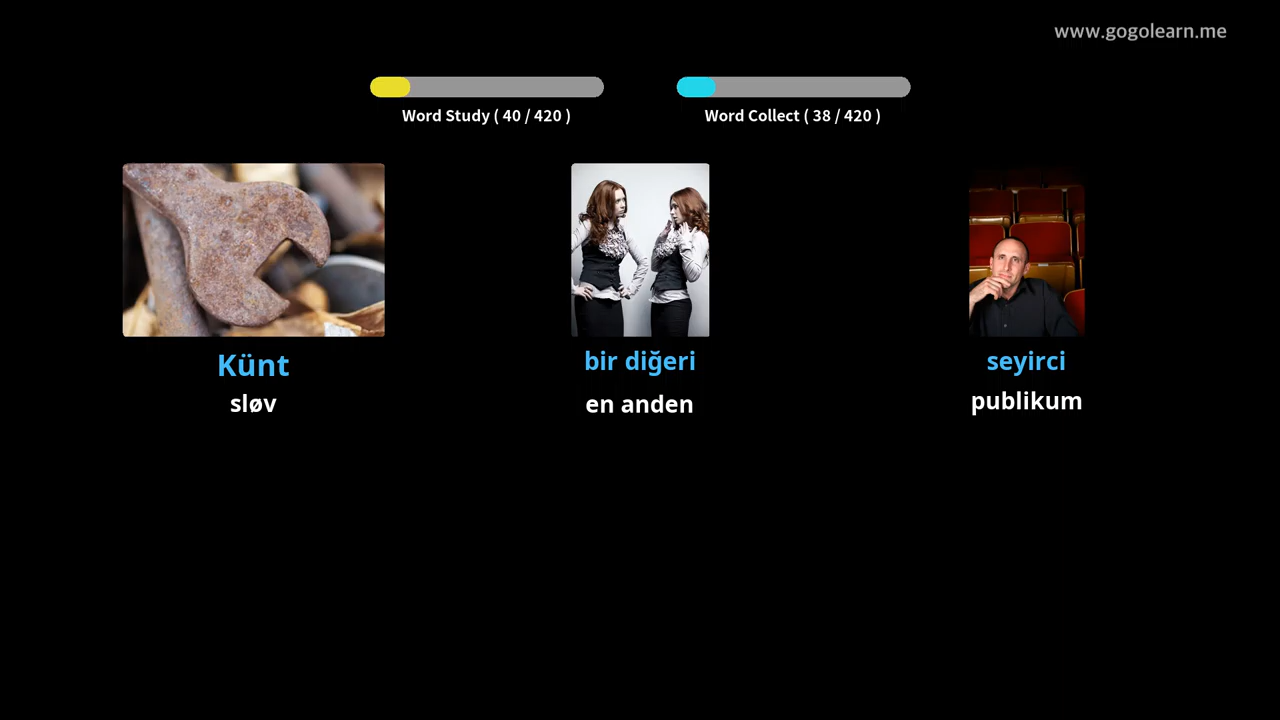 www.gogolearn.me
Word Study ( 40 / 420 )
Word Collect ( 38 / 420 )
Künt
sløv
bir diğeri
en anden
seyirci
publikum